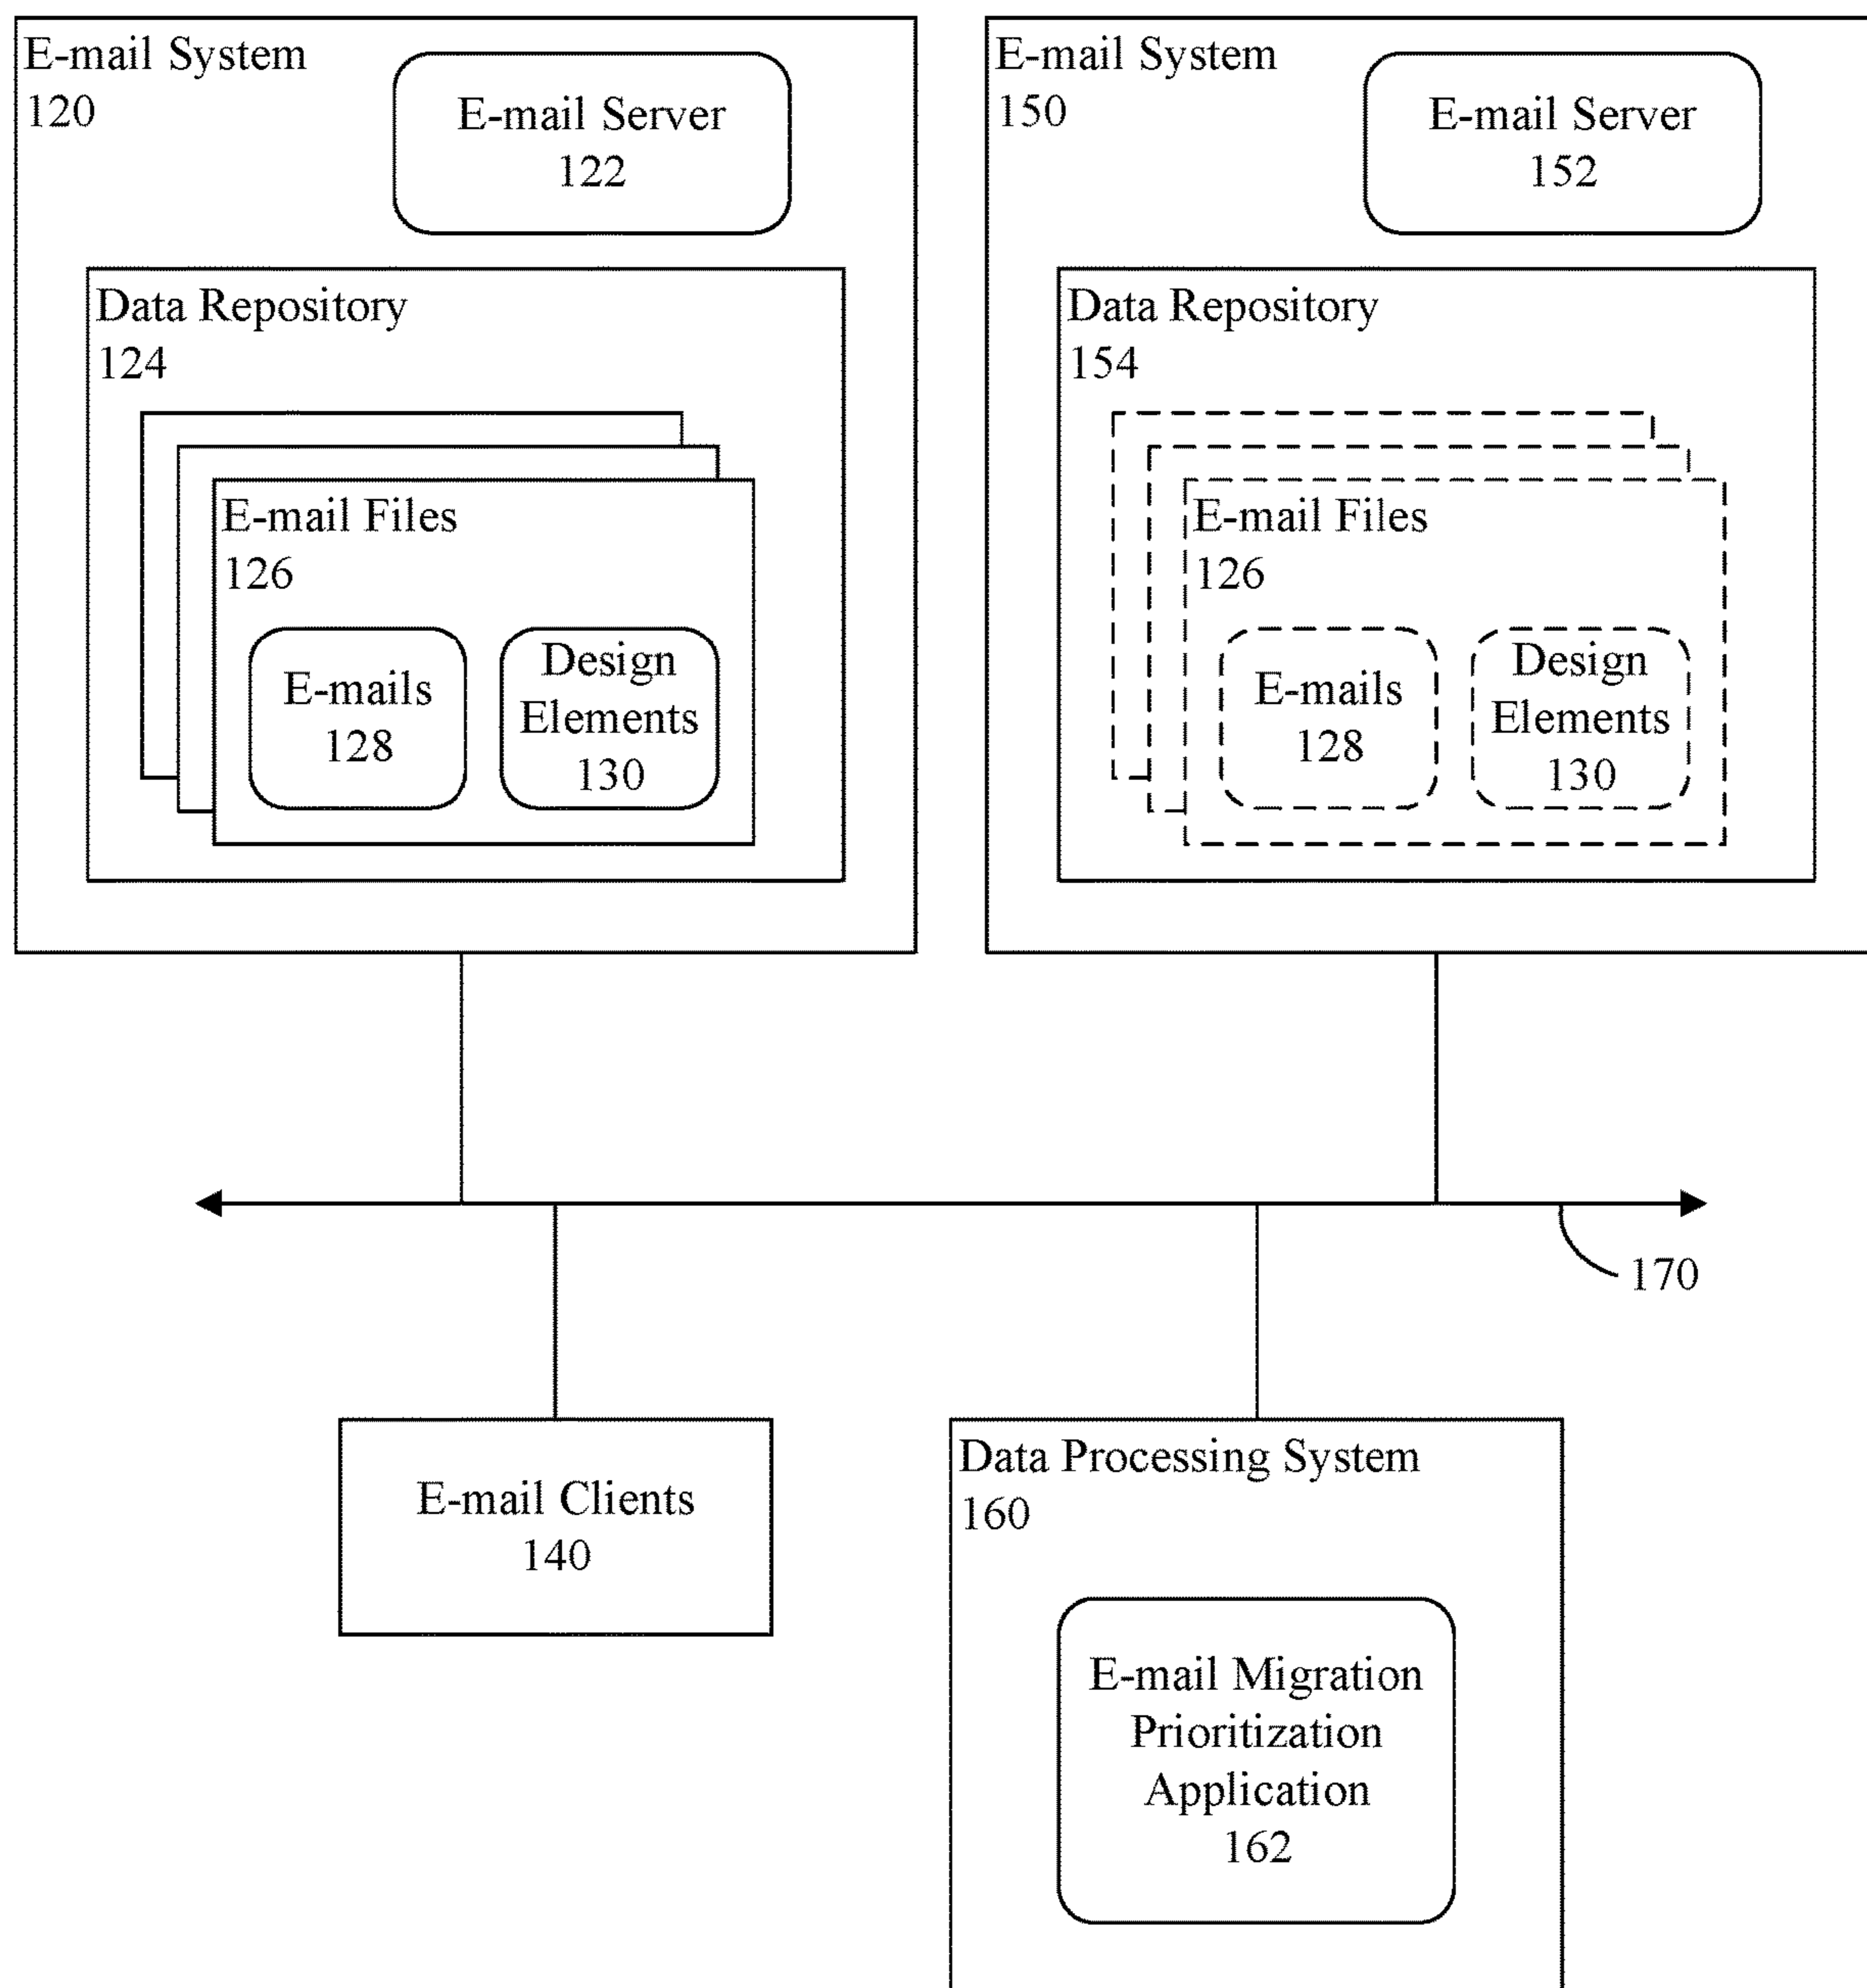 E-mail System
120
E-mail Server
122
Data Repository
124
E-mail Files
126
E-mails
128
Design
Elements
130
E-mail System
150
E-mail Server
152
Data Repository
154
E-mail Files
126
E-mails
128
Design
Elements
130
170
E-mail Clients
140
Data Processing System
160
E-mail Migration
Prioritization
Application
162